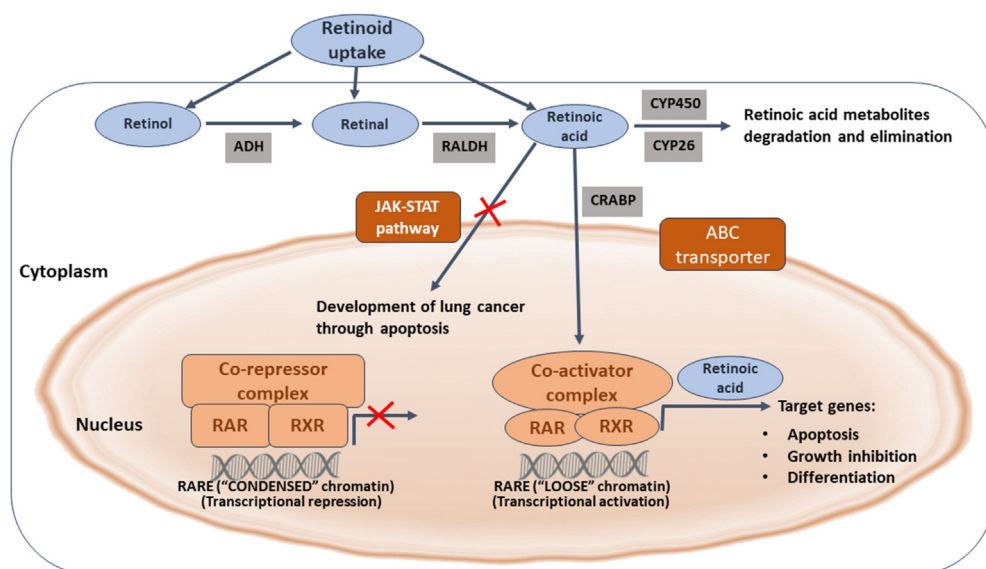 Retinoid
uptake
Retinol
ADH
Retinal
RALDH
Retinoic
acid
CYP450
CYP26
Retinoic acid metabolites
degradation and elimination
JAK-STAT
pathway
CRABP
ABC
transporter
Cytoplasm
Development of lung cancer
through apoptosis
Co-repressor
complex
RAR
RXR
Nucleus
RARE (“CONDENSED” chromatin)
(Transcriptional repression)
Co-activator
complex
RAR
RXR
RARE (“LOOSE” chromatin)
(Transcriptional activation)
Retinoic
acid
Target genes:
• Apoptosis
• Growth inhibition
• Differentiation